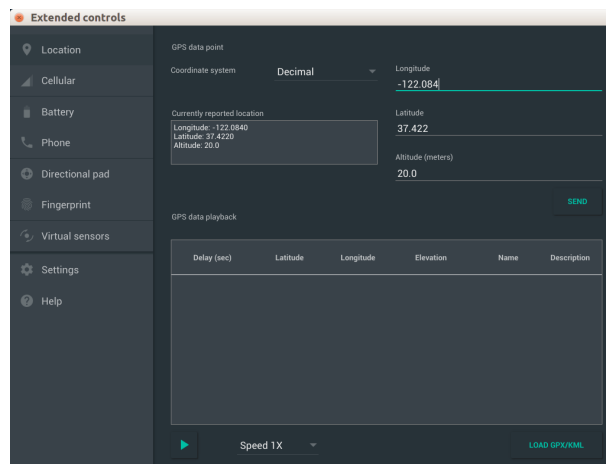 Extended controls
Location
Cellular
Battery
Phone
Directional pad
Fingerprint
Virtual sensors
Settings
Help
GPS data point
Coordinate system
Decimal
Longitude
-122.084
Currently reported location
Longitude: -122.0840
Latitude: 37.4220
Altitude: 20.0
Latitude
37.422
Altitude (meters)
20.0
SEND
GPS data playback
Delay (sec) Latitude Longitude Elevation Name Description
Speed 1X
LOAD GPX/KML